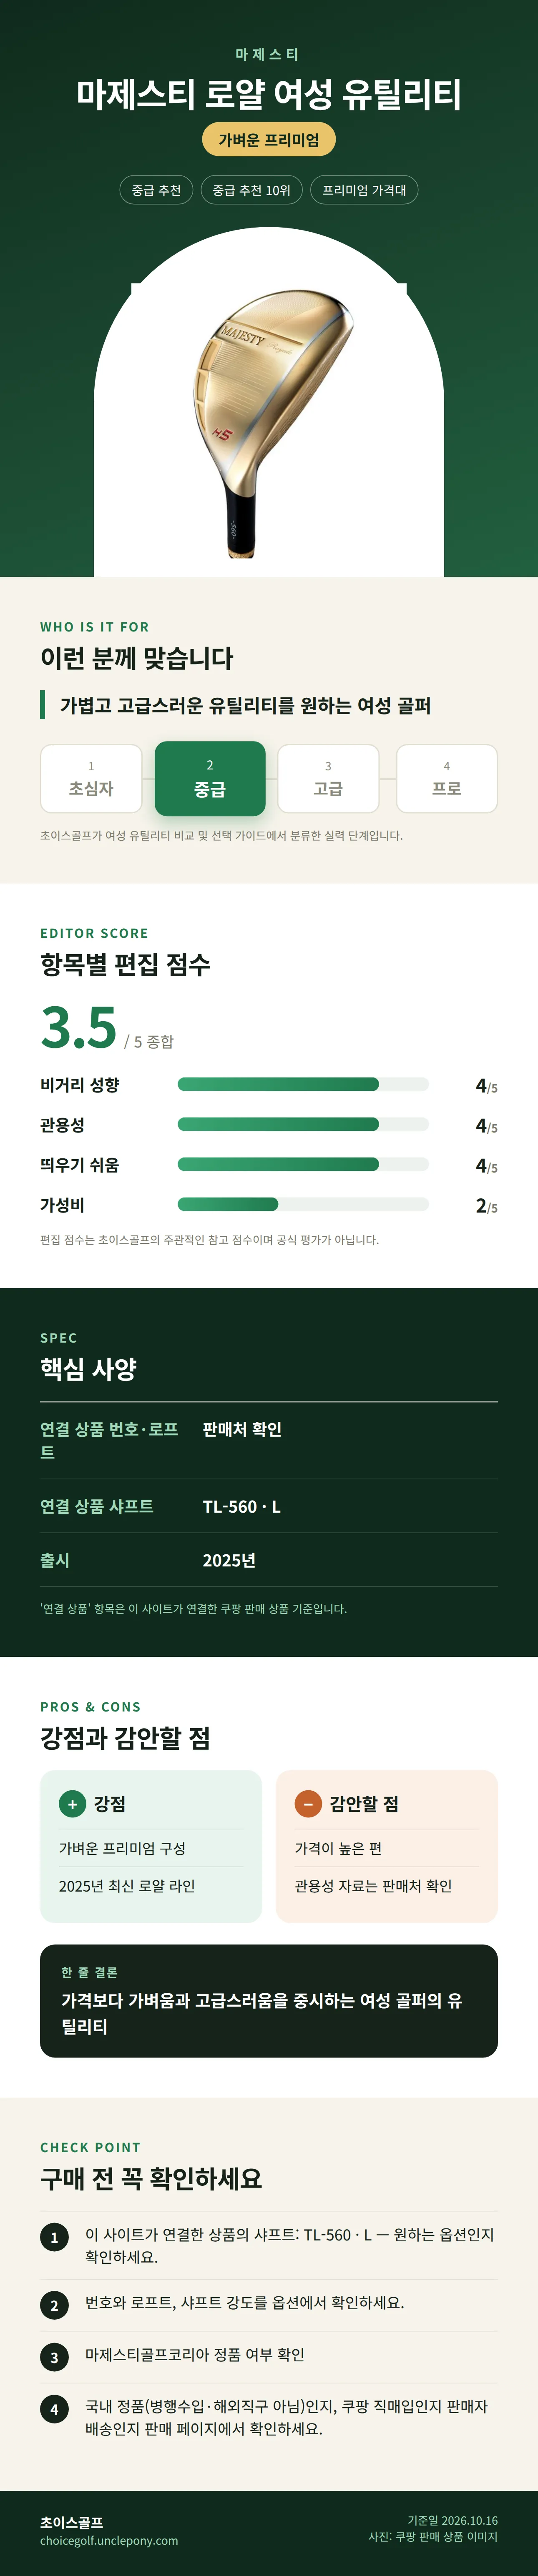 마제스티
마제스티 로얄 여성 유틸리티
가벼운 프리미엄
중급 추천
중급 추천 10위
프리미엄 가격대
MAJESTY
Royale
H5
-560-
WHO IS IT FOR
이런 분께 맞습니다
가볍고 고급스러운 유틸리티를 원하는 여성 골퍼
1
초심자
2
중급
3
고급
4
프로
초이스골프가 여성 유틸리티 비교 및 선택 가이드에서 분류한 실력 단계입니다.
EDITOR SCORE
항목별 편집 점수
3.5 / 5 종합
비거리 성향 4/5
관용성 4/5
띄우기 쉬움 4/5
가성비 2/5
편집 점수는 초이스골프의 주관적인 참고 점수이며 공식 평가가 아닙니다.
SPEC
핵심 사양
연결 상품 번호·로프 판매처 확인
트
연결 상품 샤프트 TL-560 · L
출시 2025년
'연결 상품' 항목은 이 사이트가 연결한 쿠팡 판매 상품 기준입니다.
PROS & CONS
강점과 감안할 점
+ 강점
가벼운 프리미엄 구성
2025년 최신 로얄 라인
− 감안할 점
가격이 높은 편
관용성 자료는 판매처 확인
한 줄 결론
가격보다 가벼움과 고급스러움을 중시하는 여성 골퍼의 유
틸리티
CHECK POINT
구매 전 꼭 확인하세요
1 이 사이트가 연결한 상품의 샤프트: TL-560 · L — 원하는 옵션인지
확인하세요.
2 번호와 로프트, 샤프트 강도를 옵션에서 확인하세요.
3 마제스티골프코리아 정품 여부 확인
4 국내 정품(병행수입·해외직구 아님)인지, 쿠팡 직매입인지 판매자
배송인지 판매 페이지에서 확인하세요.
초이스골프
choicegolf.unclepony.com
기준일 2026.10.16
사진: 쿠팡 판매 상품 이미지